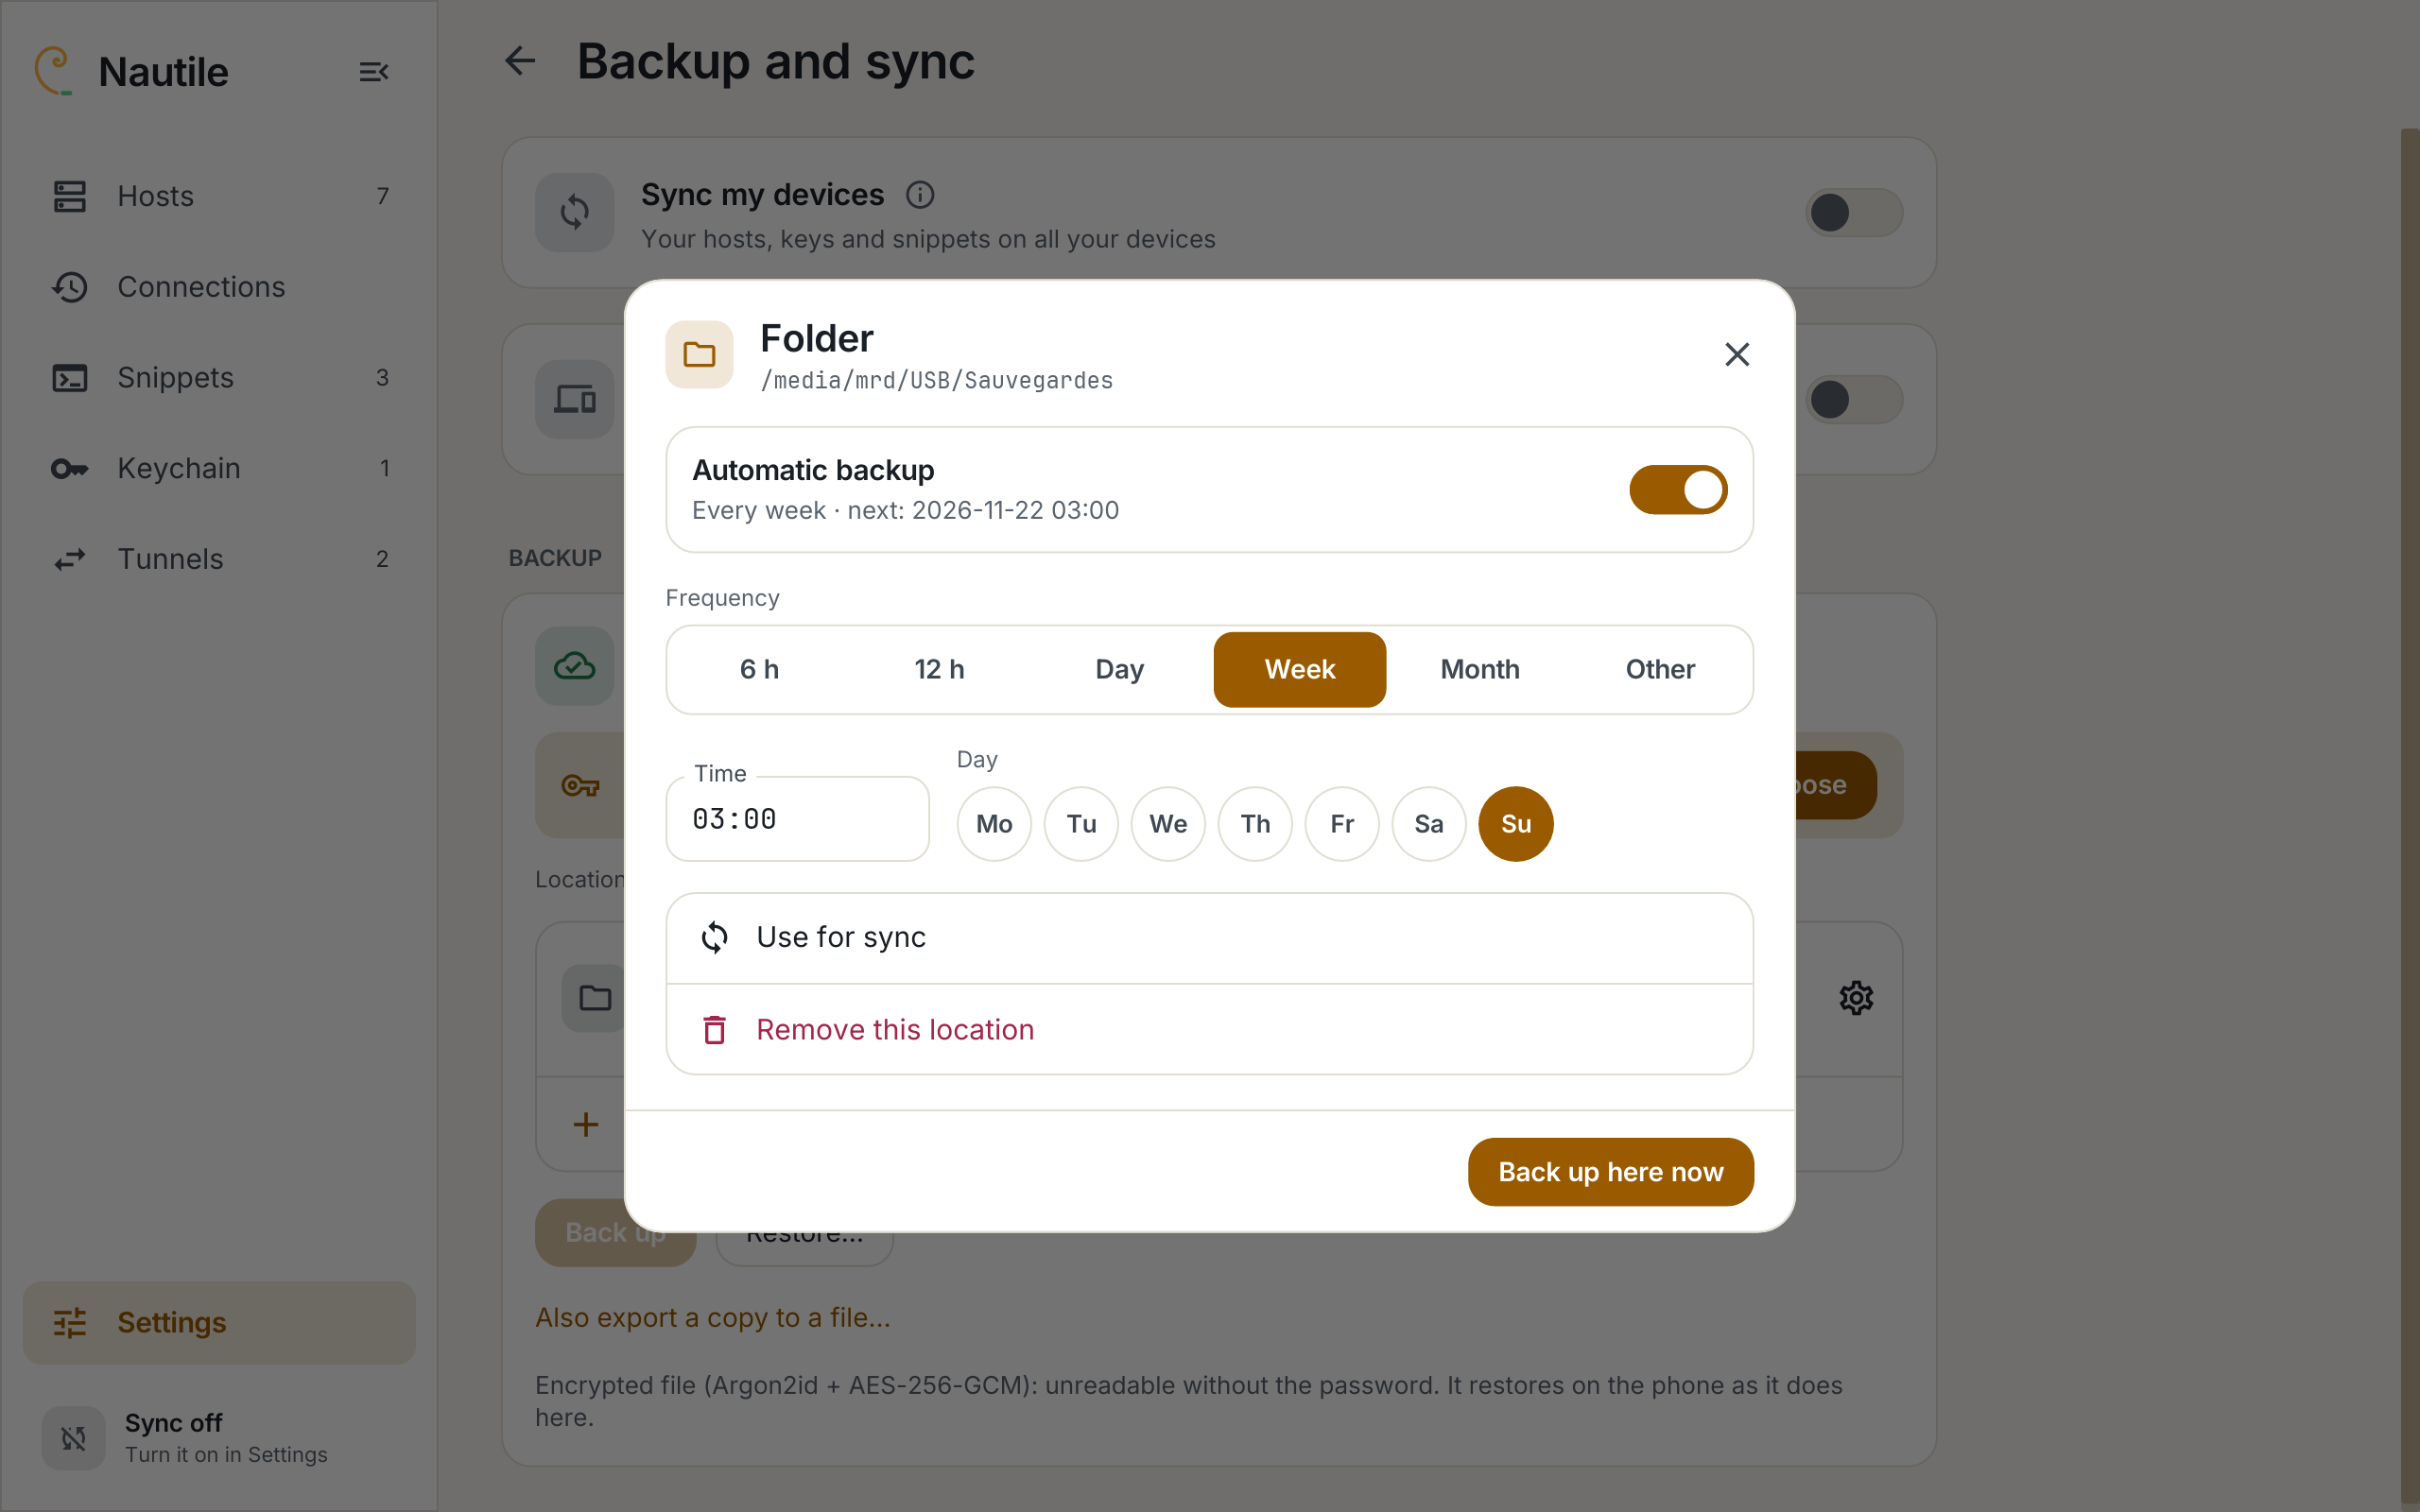 Nautile
Hosts 7
Connections
Snippets 3
Keychain 1
Tunnels 2
Settings
Sync off
Turn it on in Settings
Backup and sync
Sync my devices
Your hosts, keys and snippets on all your devices
BACKUP
Location
Back up
Restore...
Also export a copy to a file...
Encrypted file (Argon2id + AES-256-GCM): unreadable without the password. It restores on the phone as it does
here.
Folder
/media/mrd/USB/Sauvegardes
Automatic backup
Every week · next: 2026-11-22 03:00
Frequency
6 h 12 h Day Week Month Other
Time
03:00
Day
Mo Tu We Th Fr Sa Su
Use for sync
Remove this location
Back up here now